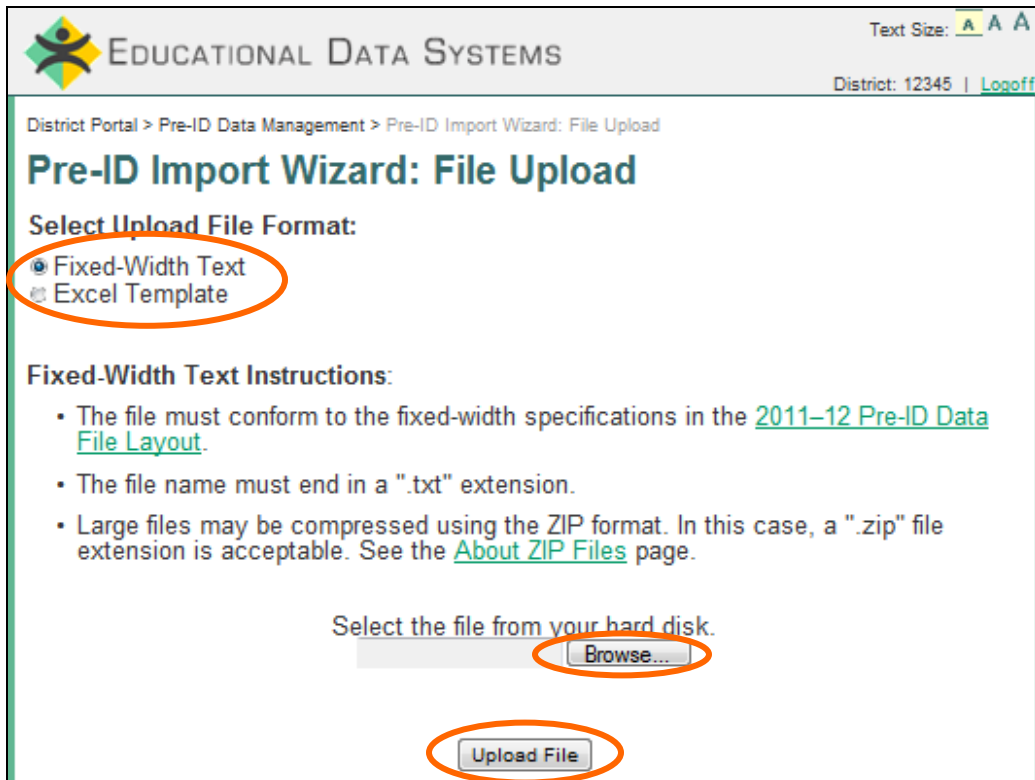 Text Size: A A A
EDUCATIONAL DATA SYSTEMS
District: 12345 | Logoff
District Portal > Pre-ID Data Management > Pre-ID Import Wizard: File Upload
Pre-ID Import Wizard: File Upload
Select Upload File Format:
Fixed-Width Text
Excel Template
Fixed-Width Text Instructions:
• The file must conform to the fixed-width specifications in the 2011–12 Pre-ID Data
File Layout.
• The file name must end in a ".txt" extension.
• Large files may be compressed using the ZIP format. In this case, a ".zip" file
extension is acceptable. See the About ZIP Files page.
Select the file from your hard disk.
Browse...
Upload File